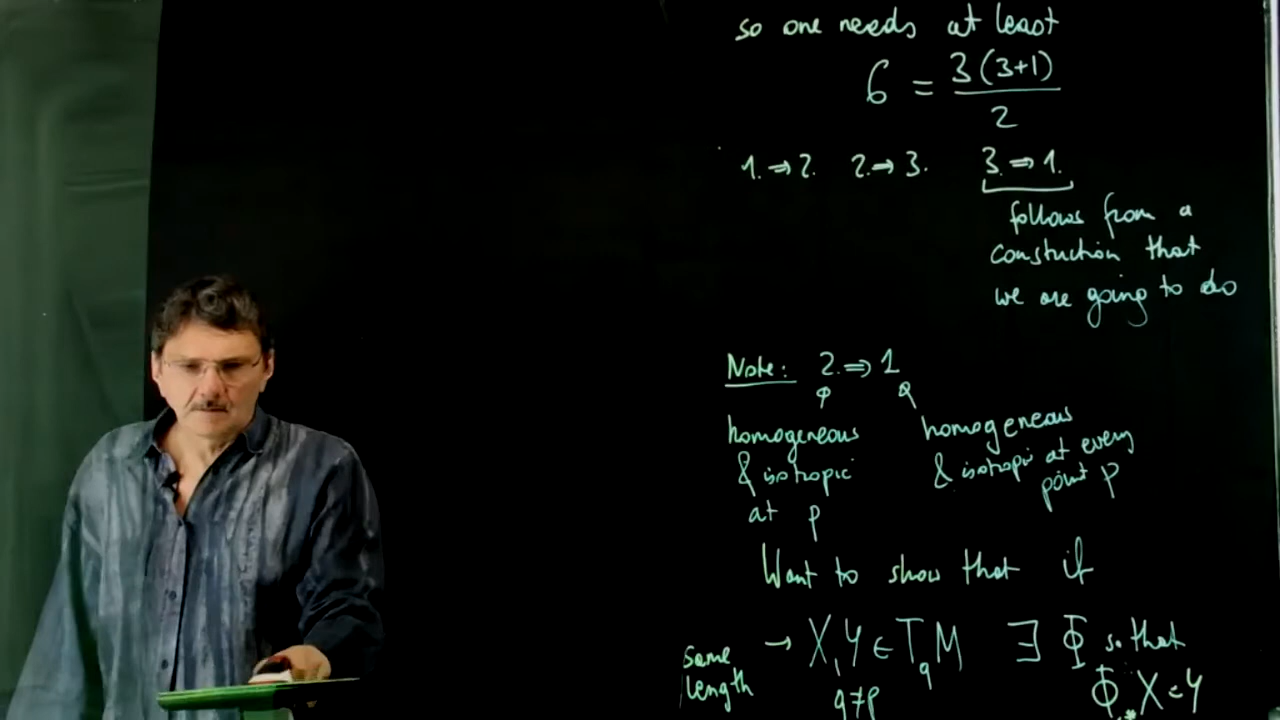 so one needs at least
6 = 3(3+1)/2
1. ⇒ 2. 2. ⇒ 3. 3. ⇒ 1.
follows from a
constuction that
we are going to do
Note: 2. ⇒ 1
homogeneous
& isotropic
at p
homogeneous
& isotropic at every
point p
Want to show that if
same
length
→ X, Y ∈ T_q M ∃ Φ so that
q ≠ p
Φ_* X = Y